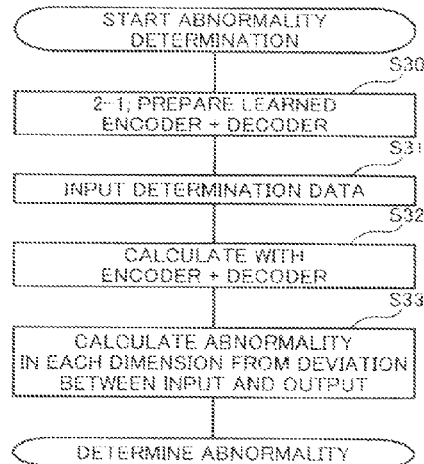 START ABNORMALITY
DETERMINATION
S30
2-1; PREPARE LEARNED
ENCODER + DECODER
S31
INPUT DETERMINATION DATA
S32
CALCULATE WITH
ENCODER + DECODER
S33
CALCULATE ABNORMALITY
IN EACH DIMENSION FROM DEVIATION
BETWEEN INPUT AND OUTPUT
DETERMINE ABNORMALITY